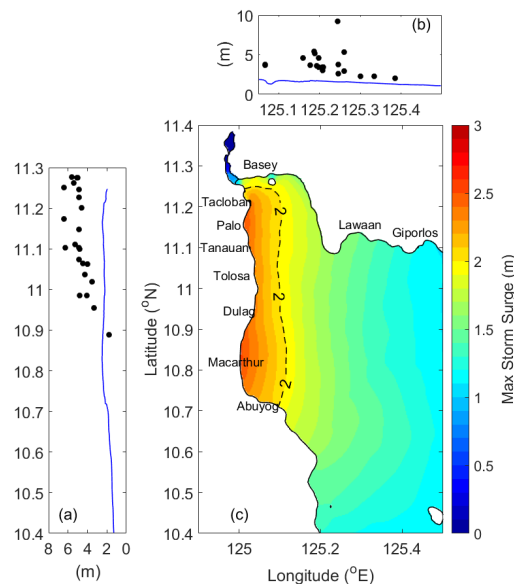 10
(b)
5
(m)
0
125.1 125.2 125.3 125.4
11.4
3
11.3
11.3
Basey
2.5
11.2
11.2
Tacloban
2
Palo
Lawaan
Giporlos
11.1
11.1
Tanauan
2
Tolosa
11
11
2
Dulag
1.5
10.9
Latitude (°N)
10.9
Max Storm Surge (m)
Macarthur
10.8
10.8
1
2
10.7
Abuyog
10.7
10.6
10.6
0.5
10.5
10.5
(a)
(c)
10.4
10.4
0
8 6 4 2 0
125 125.2 125.4
(m)
Longitude (°E)